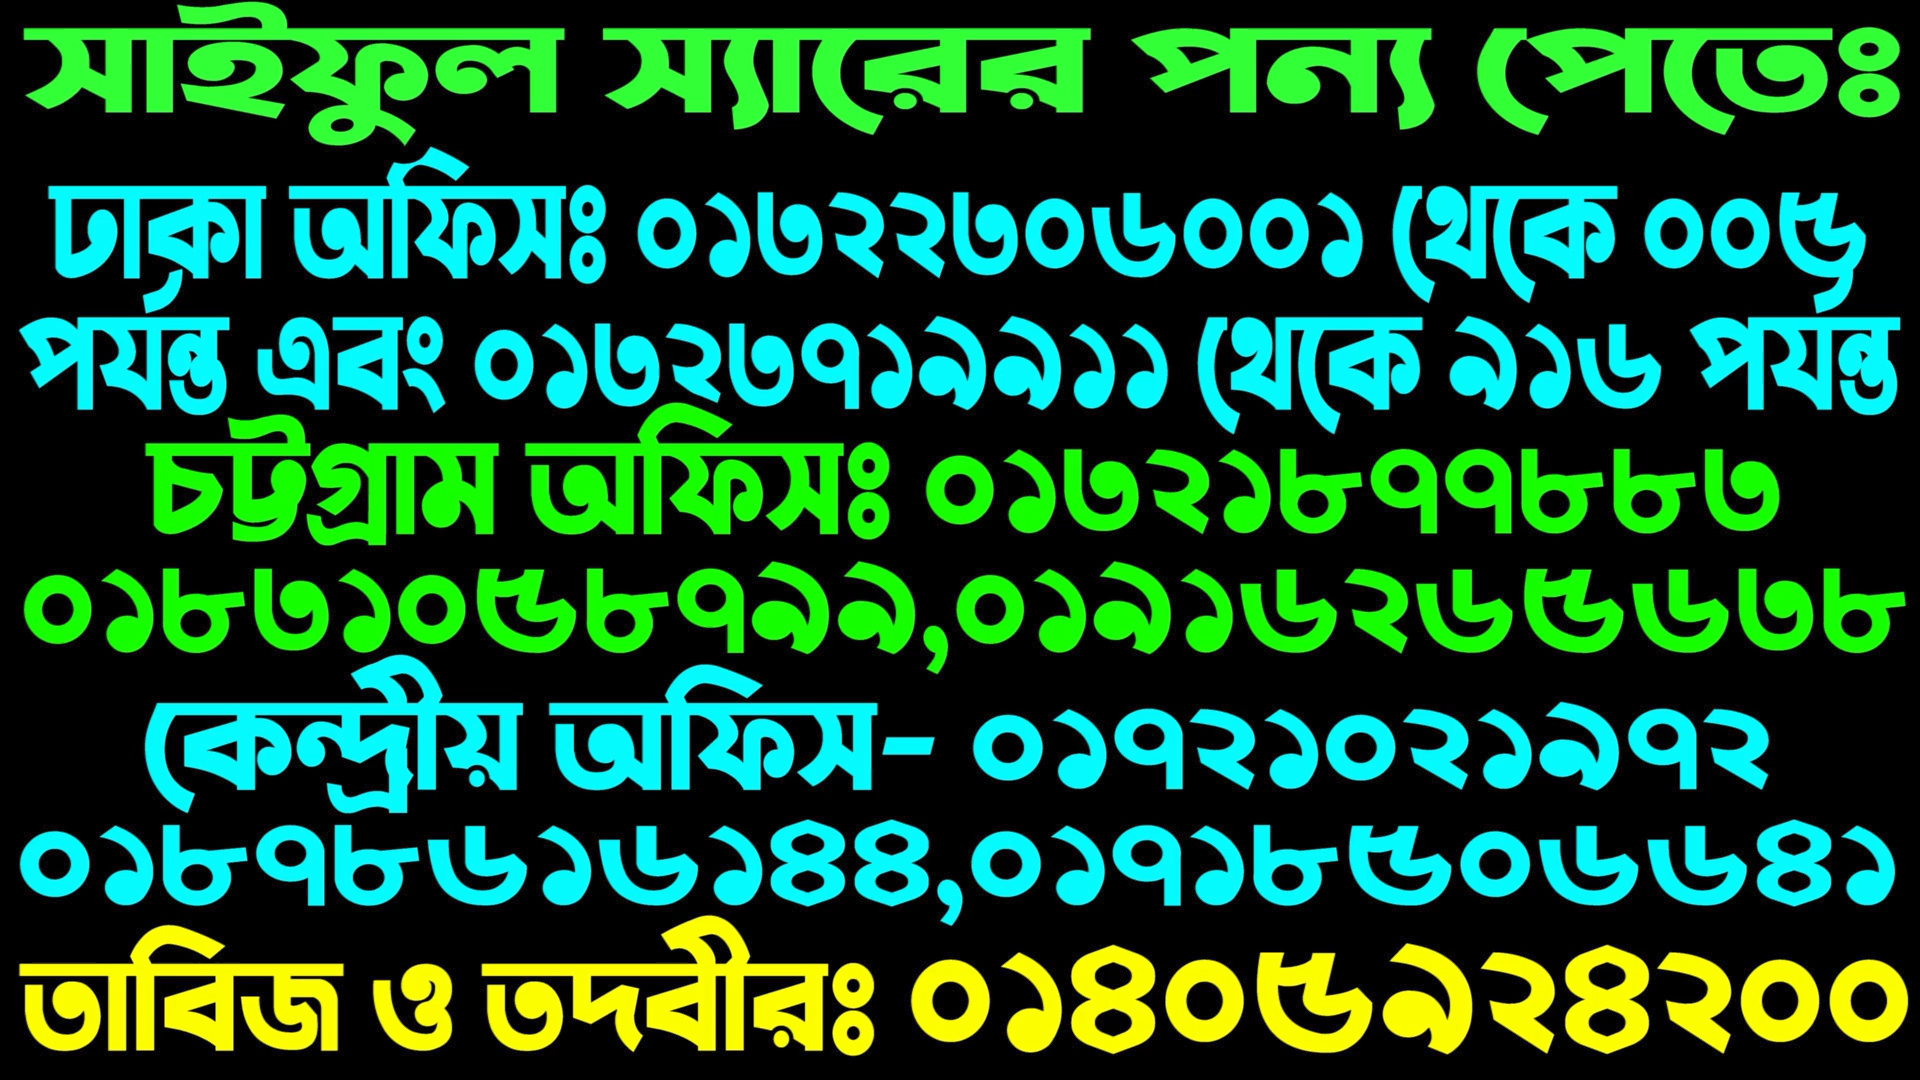 সাইফুল স্যারের পন্য পেতেঃ
ঢাকা অফিসঃ ০১৩২২৩০৬০০১ থেকে ০০৫
পর্যন্ত এবং ০১৩২৩৭১৯৯১১ থেকে ৯১৬ পর্যন্ত
চট্টগ্রাম অফিসঃ ০১৩২১৮৭৭৮৮৩
০১৮৩১০৫৮৭৯৯,০১৯১৬২৬৫৬৩৮
কেন্দ্রীয় অফিস- ০১৭২১০২১৯৭২
০১৮৭৮৬১৬১৪৪,০১৭১৮৫০৬৬৪১
তাবিজ ও তদবীরঃ ০১৪০৫৯২৪২০০